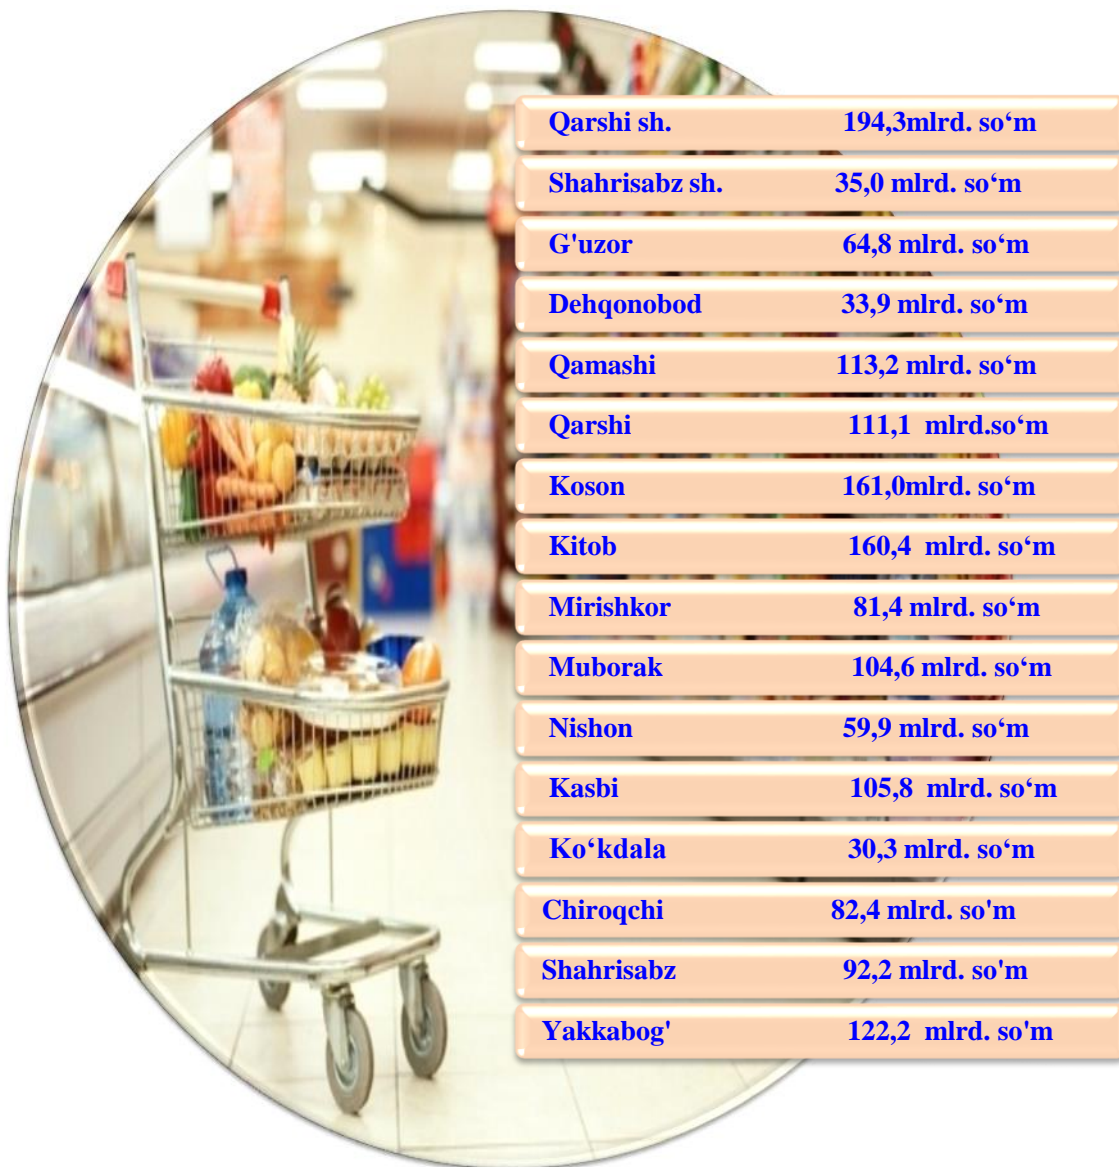 Qarshi sh. 194,3mlrd. so‘m
Shahrisabz sh. 35,0 mlrd. so‘m
G'uzor 64,8 mlrd. so‘m
Dehqonobod 33,9 mlrd. so‘m
Qamashi 113,2 mlrd. so‘m
Qarshi 111,1 mlrd.so‘m
Koson 161,0mlrd. so‘m
Kitob 160,4 mlrd. so‘m
Mirishkor 81,4 mlrd. so‘m
Muborak 104,6 mlrd. so‘m
Nishon 59,9 mlrd. so‘m
Kasbi 105,8 mlrd. so‘m
Ko‘kdala 30,3 mlrd. so‘m
Chiroqchi 82,4 mlrd. so'm
Shahrisabz 92,2 mlrd. so'm
Yakkabog' 122,2 mlrd. so'm